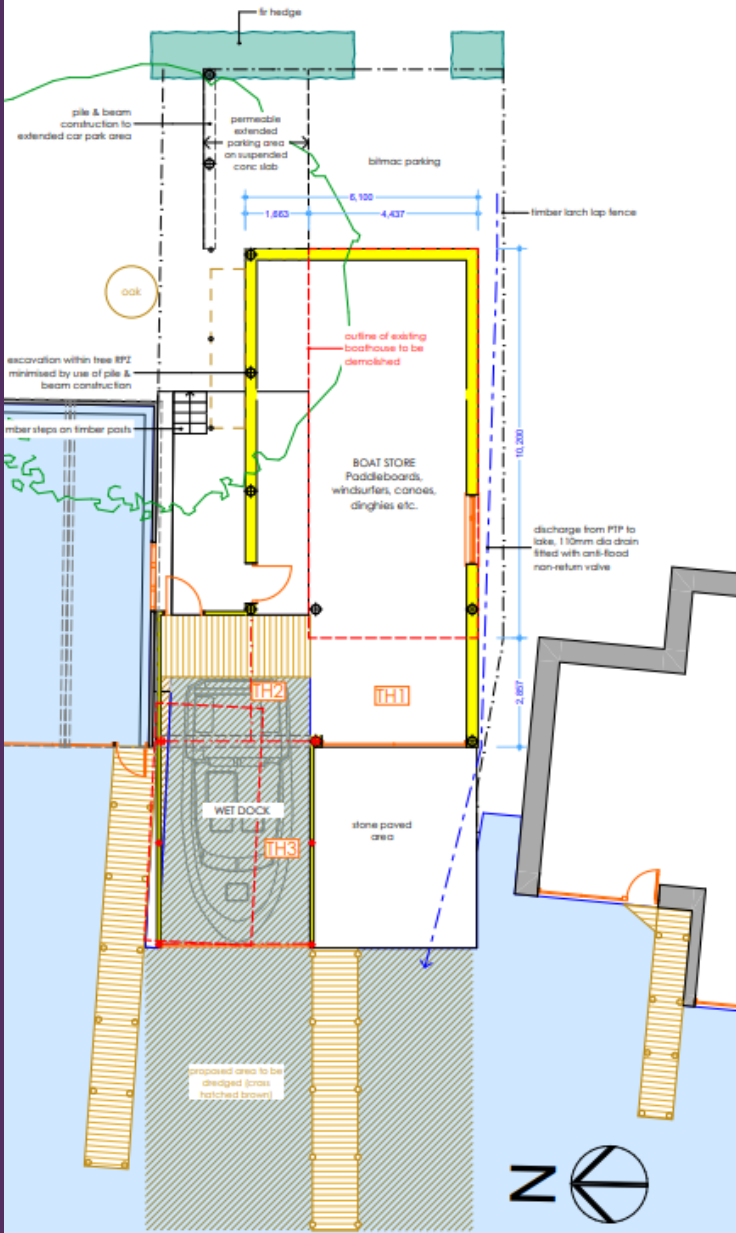 fir hedge
pile & beam
construction to
extended car park area
permeable
extended
parking area
on suspended
conc slab
bitmac parking
6,100
1,663
4,437
timber larch lap fence
oak
outline of existing
boathouse to be
demolished
excavation within tree RPZ
minimised by use of pile &
beam construction
mber steps on timber posts
10,200
BOAT STORE
Paddleboards,
windsurfers, canoes,
dinghies etc.
discharge from PTP to
lake, 110mm dia drain
fitted with anti-flood
non-return valve
TH2
TH1
2,857
WET DOCK
stone paved
area
TH3
proposed area to be
dredged (cross
hatched brown)
N